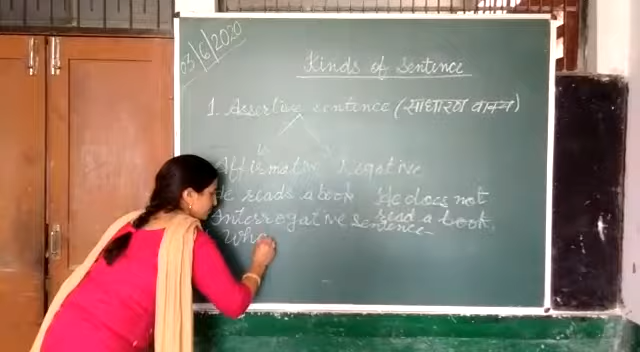 03/6/2020
Kinds of Sentence
1. Assertive sentence (साधारण वाक्य)
Affirmative Negative
He reads a book He does not
read a book.
Interrogative sentence-
Wha